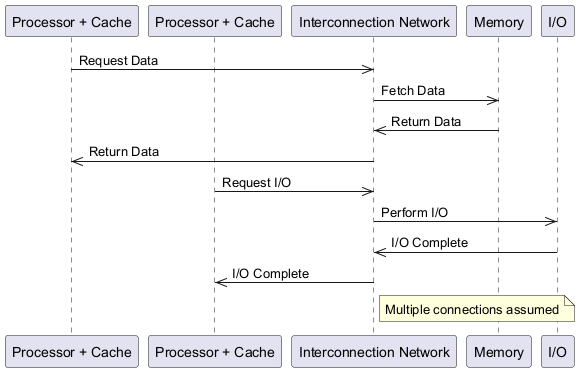 Processor + Cache
Processor + Cache
Interconnection Network
Memory
I/O
Request Data
Fetch Data
Return Data
Return Data
Request I/O
Perform I/O
I/O Complete
I/O Complete
Multiple connections assumed
Processor + Cache
Processor + Cache
Interconnection Network
Memory
I/O